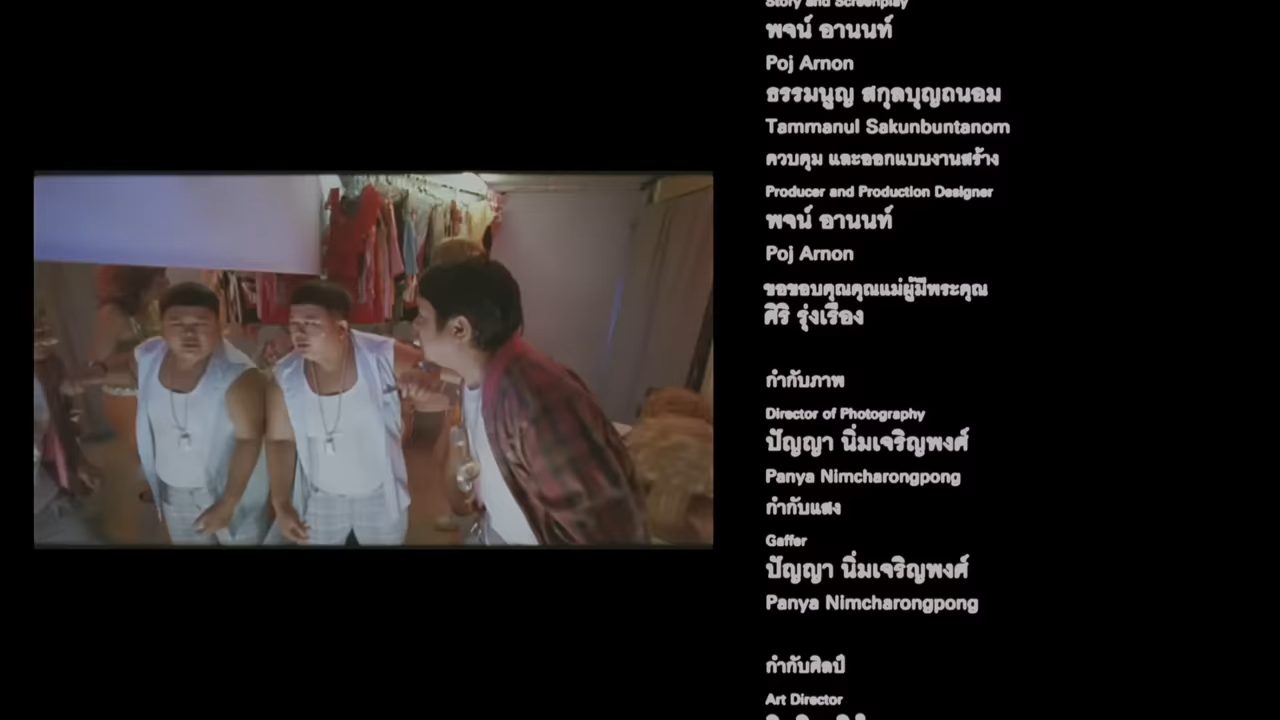 Story and Screenplay
พจน์ อานนท์
Poj Arnon
ธรรมนูญ สกุลบุญถนอม
Tammanul Sakunbuntanom
ควบคุม และออกแบบงานสร้าง
Producer and Production Designer
พจน์ อานนท์
Poj Arnon
ขอขอบคุณคุณแม่ผู้มีพระคุณ
ศิริ รุ่งเรือง
กำกับภาพ
Director of Photography
ปัญญา นิ่มเจริญพงศ์
Panya Nimcharongpong
กำกับแสง
Gaffer
ปัญญา นิ่มเจริญพงศ์
Panya Nimcharongpong
กำกับศิลป์
Art Director